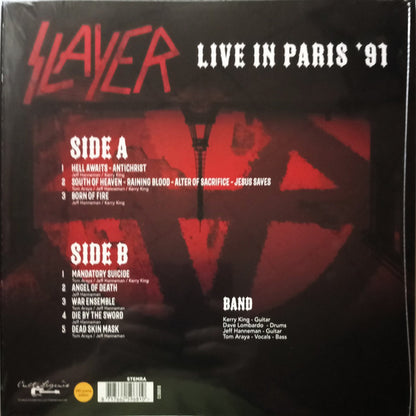 SLAYER
LIVE IN PARIS '91
SIDE A
1 HELL AWAITS - ANTICHRIST
Jeff Hanneman / Kerry King
2 SOUTH OF HEAVEN - RAINING BLOOD - ALTER OF SACRIFICE - JESUS SAVES
Tom Araya / Jeff Hanneman / Kerry King
3 BORN OF FIRE
Jeff Hanneman / Kerry King
SIDE B
1 MANDATORY SUICIDE
Tom Araya / Jeff Hanneman / Kerry King
2 ANGEL OF DEATH
Jeff Hanneman
3 WAR ENSEMBLE
Tom Araya / Jeff Hanneman
4 DIE BY THE SWORD
Jeff Hanneman
5 DEAD SKIN MASK
Tom Araya / Jeff Hanneman
BAND
Kerry King - Guitar
Dave Lombardo - Drums
Jeff Hanneman - Guitar
Tom Araya - Vocals - Bass
STEMRA